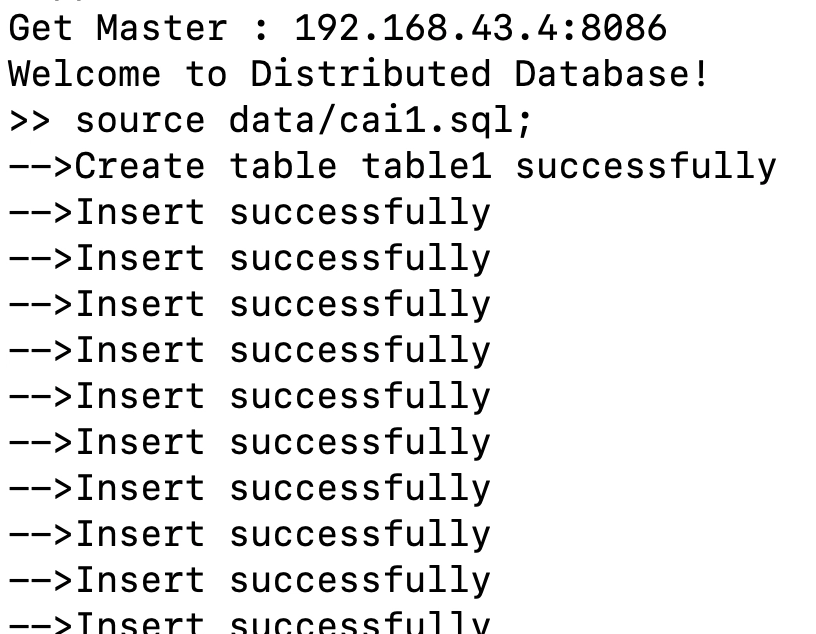 Get Master : 192.168.43.4:8086
Welcome to Distributed Database!
>> source data/cai1.sql;
-->Create table table1 successfully
-->Insert successfully
-->Insert successfully
-->Insert successfully
-->Insert successfully
-->Insert successfully
-->Insert successfully
-->Insert successfully
-->Insert successfully
-->Insert successfully
-->Insert successfully